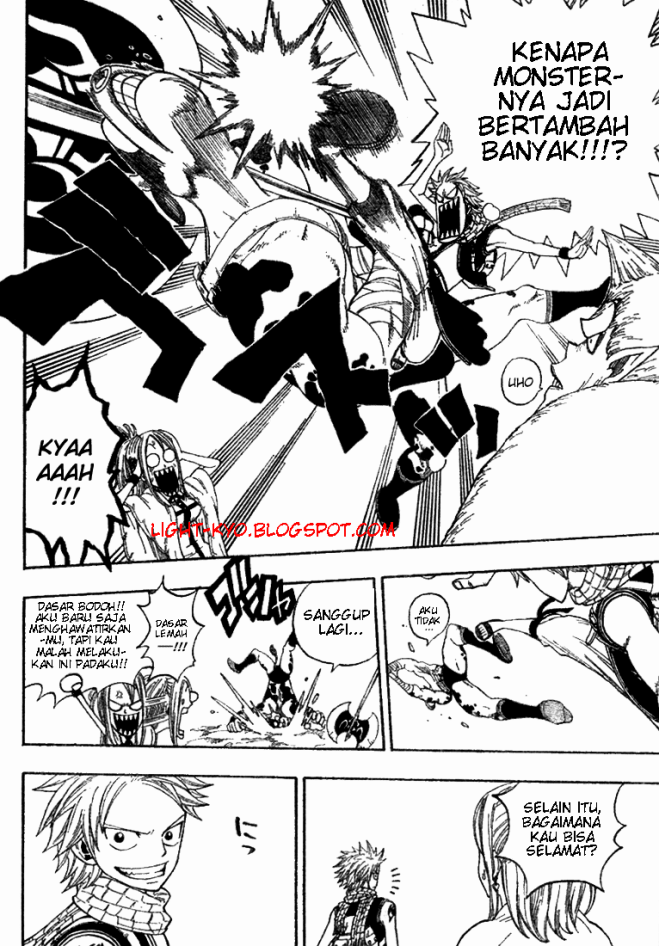 KENAPA
MONSTER-
NYA JADI
BERTAMBAH
BANYAK!!!?
UHO
KYAA
AAAH
!!!
LIGHT-KYO.BLOGSPOT.COM
AKU
TIDAK
...
SANGGUP
LAGI...
DASAR
LEMAH
—!!!
DASAR BODOH!!
AKU BARU SAJA
MENGHAWATIRKAN
-MU, TAPI KAU
MALAH MELAKU-
KAN INI PADAKU!!
SELAIN ITU,
BAGAIMANA
KAU BISA
SELAMAT?